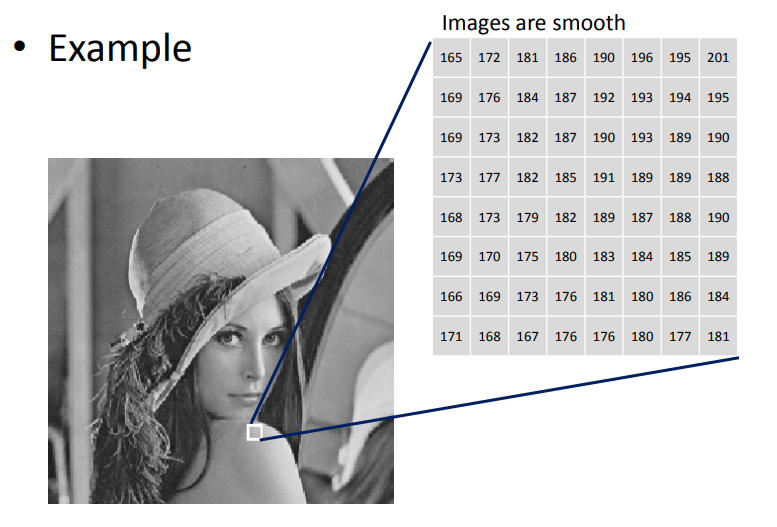 Images are smooth
• Example
165 172 181 186 190 196 195 201
169 176 184 187 192 193 194 195
169 173 182 187 190 193 189 190
173 177 182 185 191 189 189 188
168 173 179 182 189 187 188 190
169 170 175 180 183 184 185 189
166 169 173 176 181 180 186 184
171 168 167 176 176 180 177 181